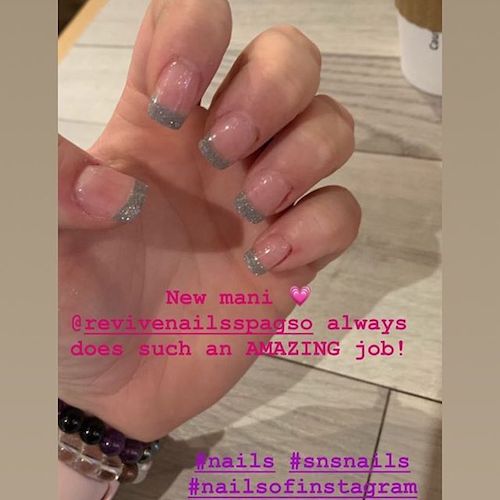 New mani 💗
@revivenailsspagso always
does such an AMAZING job!
#nails #snsnails
#nailsofinstagram